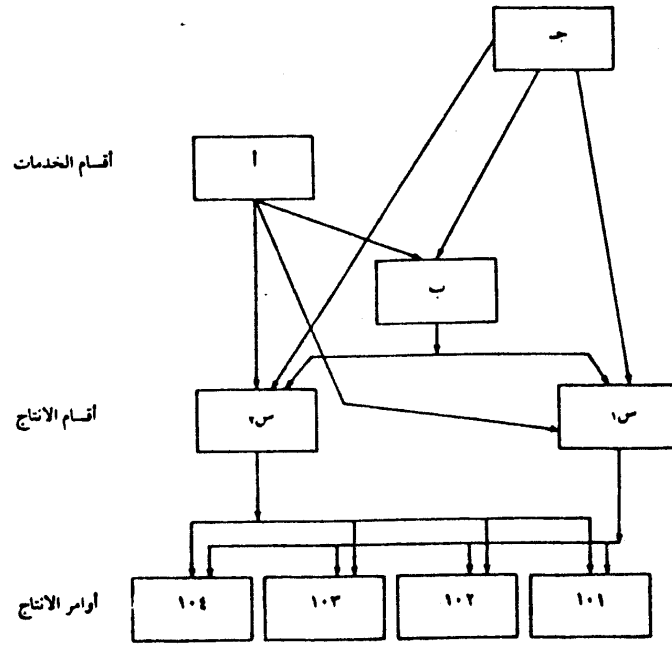 جـ
أقسام الخدمات
أ
ب
أقسام الانتاج
س١
س٢
أوامر الانتاج
١٠١
١٠٢
١٠٣
١٠٤